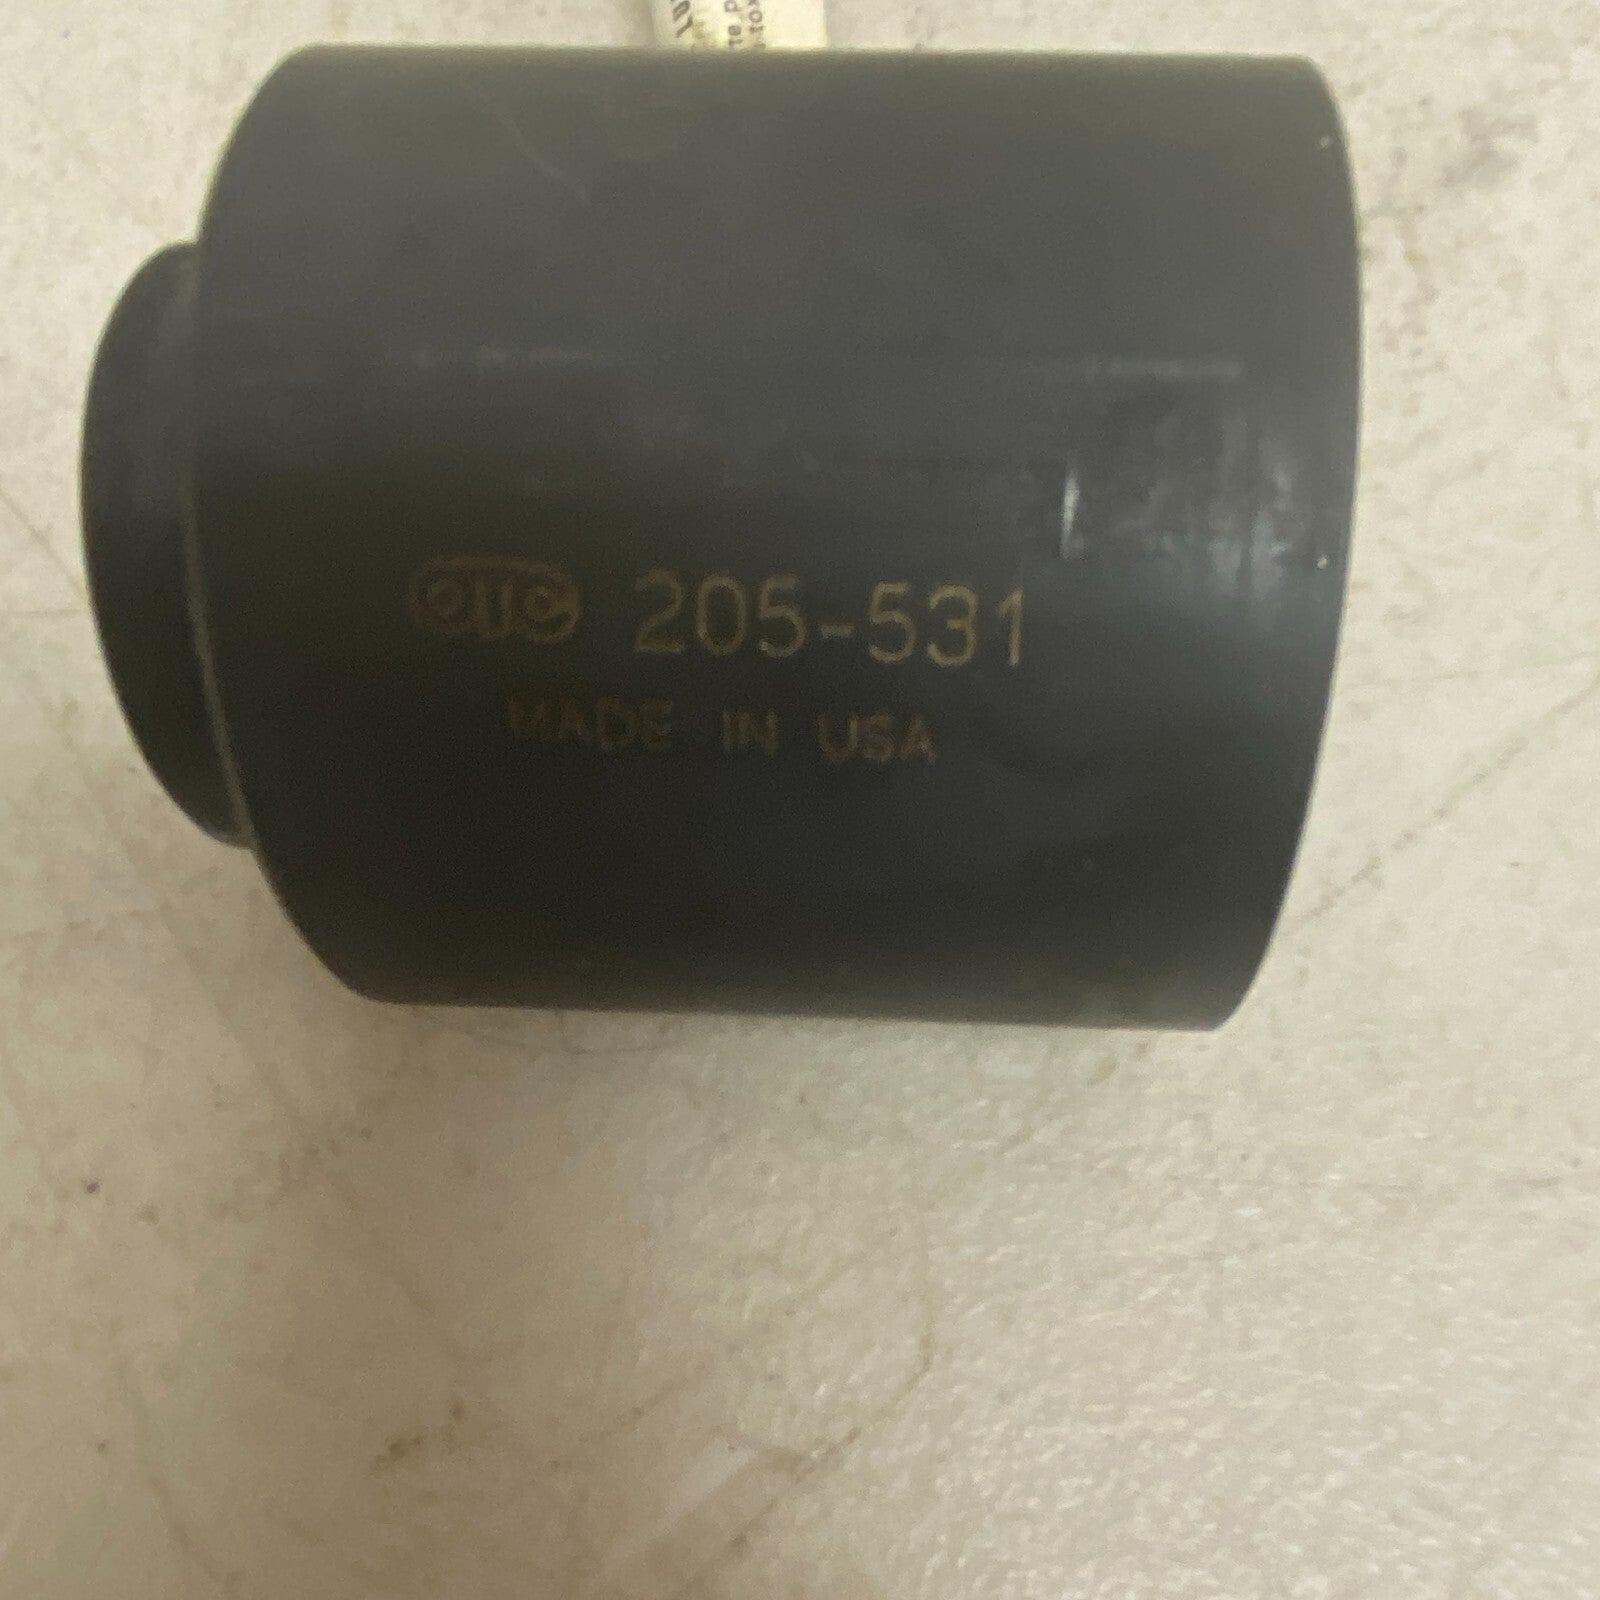 OTC 205-531
MADE IN USA